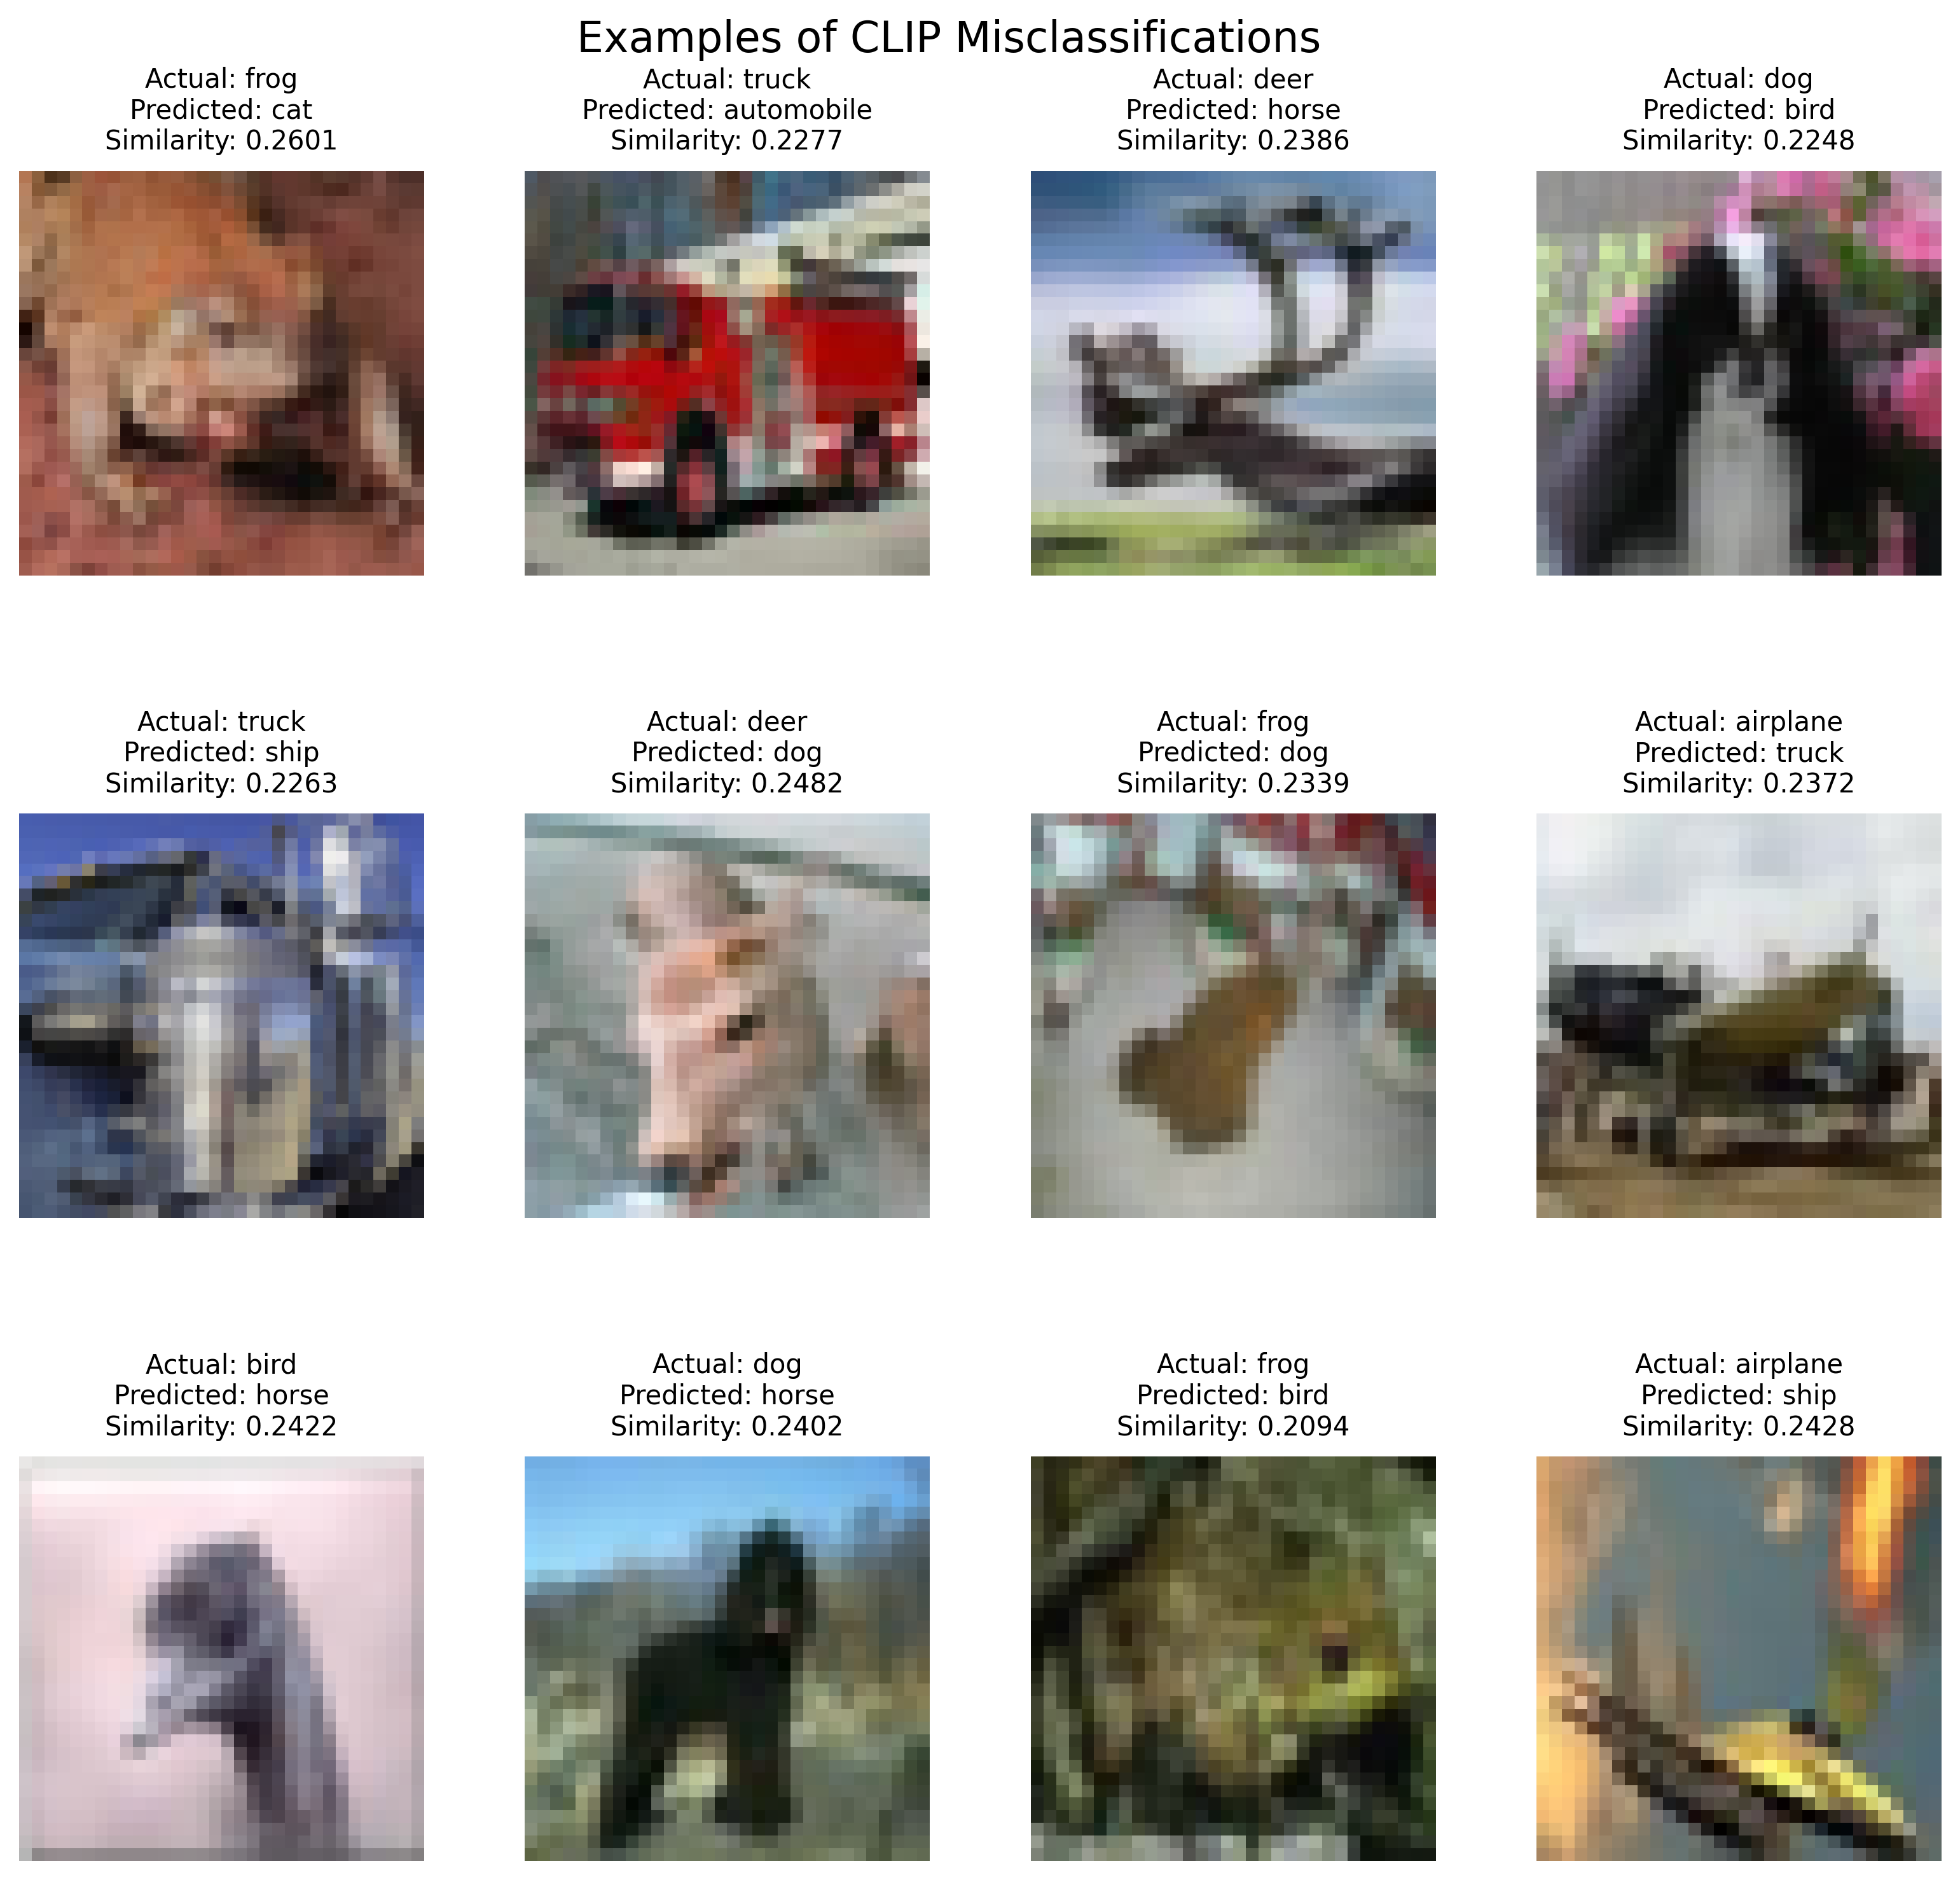 Examples of CLIP Misclassifications
Actual: frog
Predicted: cat
Similarity: 0.2601
Actual: truck
Predicted: automobile
Similarity: 0.2277
Actual: deer
Predicted: horse
Similarity: 0.2386
Actual: dog
Predicted: bird
Similarity: 0.2248
Actual: truck
Predicted: ship
Similarity: 0.2263
Actual: deer
Predicted: dog
Similarity: 0.2482
Actual: frog
Predicted: dog
Similarity: 0.2339
Actual: airplane
Predicted: truck
Similarity: 0.2372
Actual: bird
Predicted: horse
Similarity: 0.2422
Actual: dog
Predicted: horse
Similarity: 0.2402
Actual: frog
Predicted: bird
Similarity: 0.2094
Actual: airplane
Predicted: ship
Similarity: 0.2428